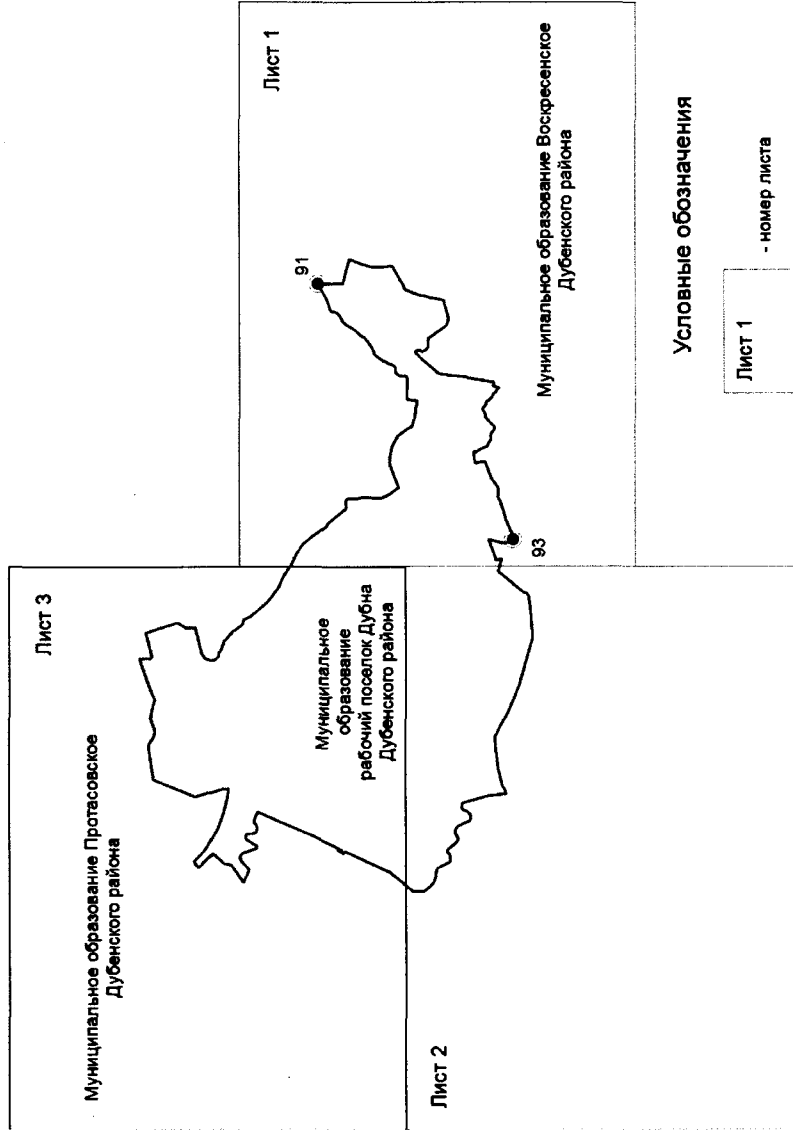 Лист 3
Муниципальное образование Протасовское
Дубенского района
Муниципальное
образование
рабочий поселок Дубна
Дубенского района
Лист 2
Лист 1
91
93
Муниципальное образование Воскресенское
Дубенского района
Условные обозначения
Лист 1
- номер листа